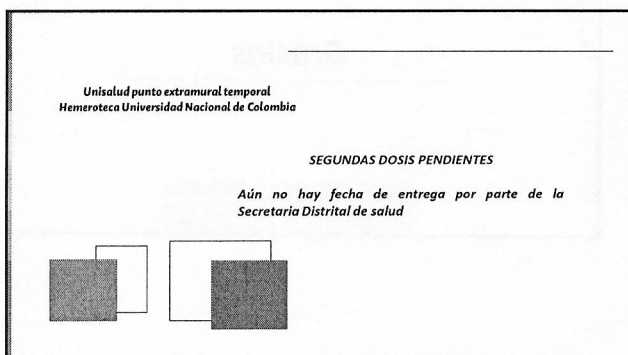 Unisalud punto extramural temporal
Hemeroteca Universidad Nacional de Colombia
SEGUNDAS DOSIS PENDIENTES
Aún no hay fecha de entrega por parte de la
Secretaria Distrital de salud